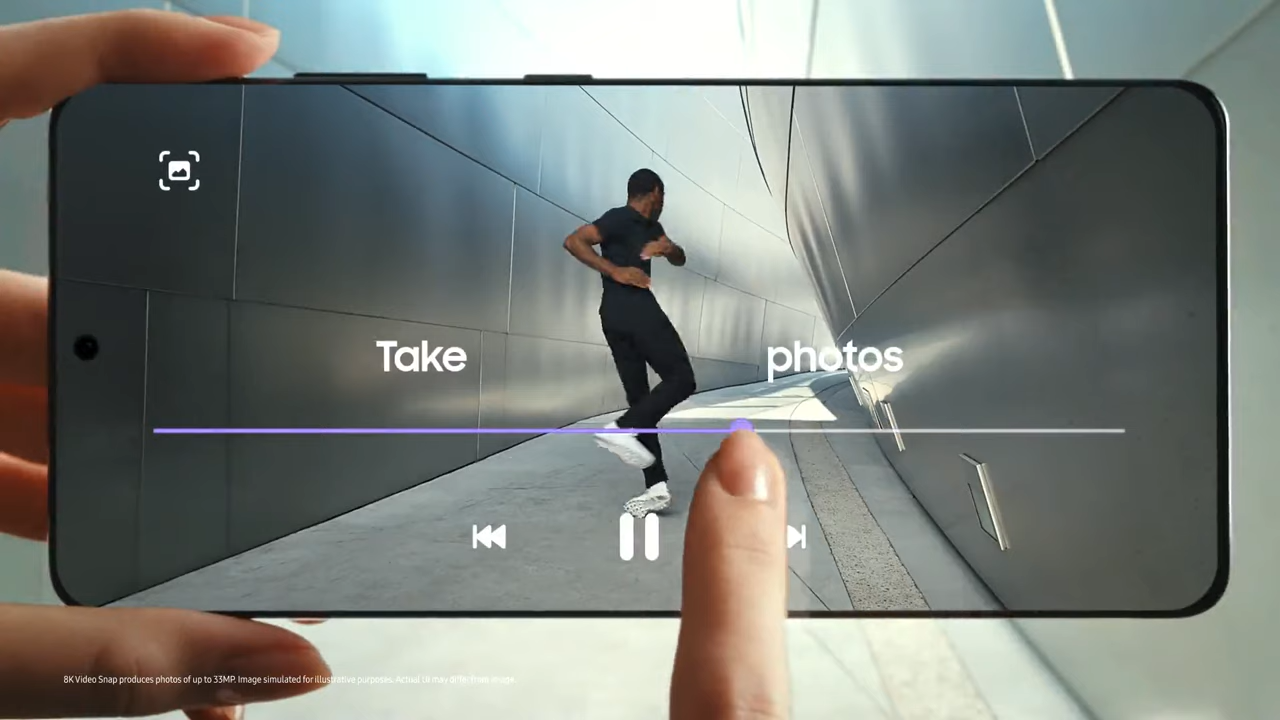 Take photos
8K Video Snap produces photos of up to 33MP. Image simulated for illustrative purposes. Actual UI may differ from image.